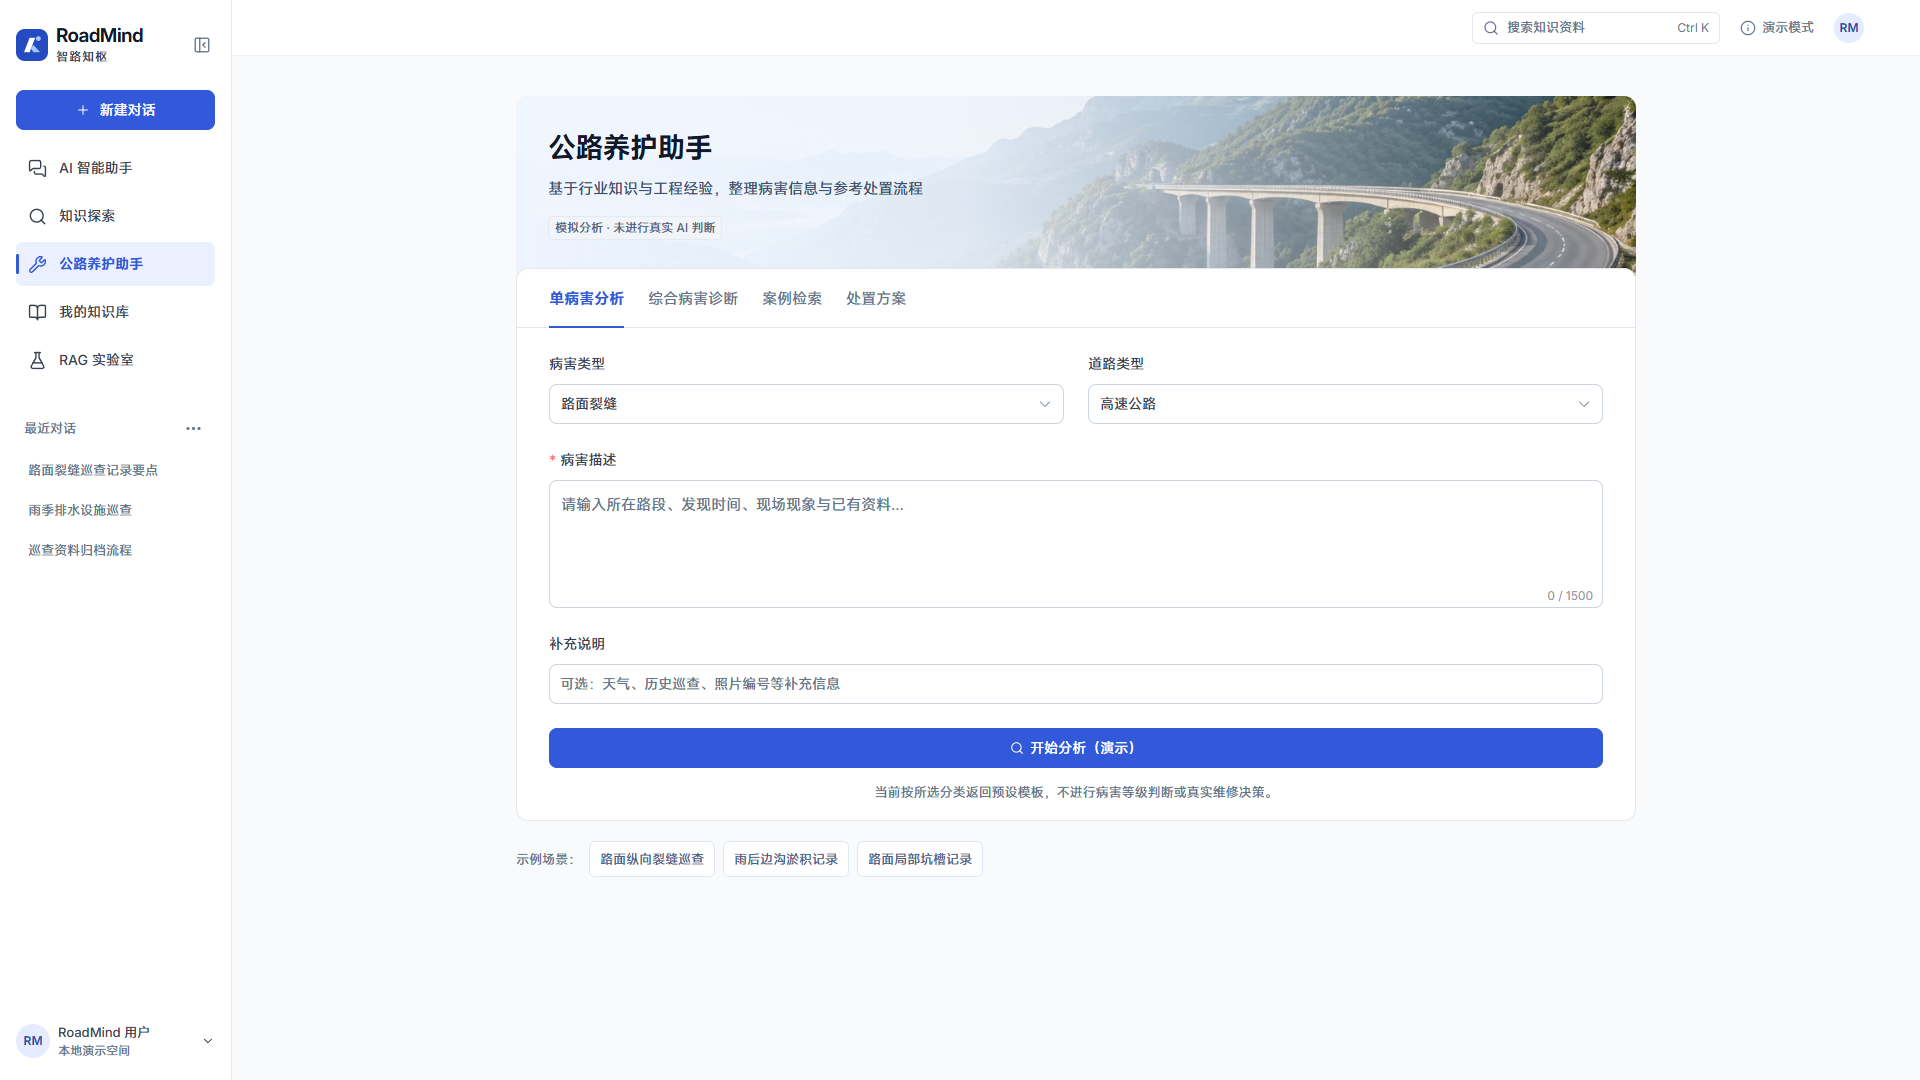 RoadMind
智路知枢
新建对话
AI 智能助手
知识探索
公路养护助手
我的知识库
RAG 实验室
最近对话
路面裂缝巡查记录要点
雨季排水设施巡查
巡查资料归档流程
RM
RoadMind 用户
本地演示空间
搜索知识资料 Ctrl K
演示模式
RM
公路养护助手
基于行业知识与工程经验，整理病害信息与参考处置流程
模拟分析 · 未进行真实 AI 判断
单病害分析 综合病害诊断 案例检索 处置方案
病害类型 道路类型
路面裂缝 高速公路
* 病害描述
请输入所在路段、发现时间、现场现象与已有资料...
0 / 1500
补充说明
可选：天气、历史巡查、照片编号等补充信息
开始分析（演示）
当前按所选分类返回预设模板，不进行病害等级判断或真实维修决策。
示例场景： 路面纵向裂缝巡查 雨后边沟淤积记录 路面局部坑槽记录